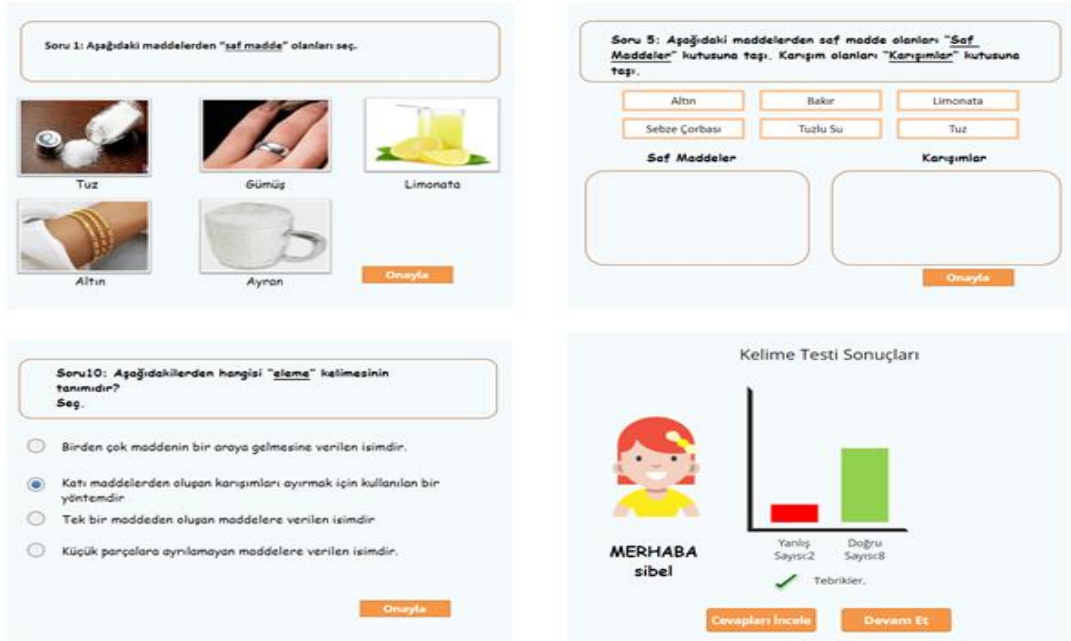 Soru 1: Aşağıdaki maddelerden "saf madde" olanları seç.
Tuz
Gümüş
Limonata
Altın
Ayran
Onayla
Soru 5: Aşağıdaki maddelerden saf madde olanları "Saf
Maddeler" kutusuna taşı. Karışım olanları "Karışımlar" kutusuna
taşı.
Altın
Bakır
Limonata
Sebze Çorbası
Tuzlu Su
Tuz
Saf Maddeler
Karışımlar
Onayla
Soru10: Aşağıdakilerden hangisi "eleme" kelimesinin
tanımıdır?
Seç.
Birden çok maddenin bir araya gelmesine verilen isimdir.
Katı maddelerden oluşan karışımları ayırmak için kullanılan bir
yöntemdir
Tek bir maddeden oluşan maddelere verilen isimdir
Küçük parçalara ayrılamayan maddelere verilen isimdir.
Onayla
Kelime Testi Sonuçları
Yanlış
Sayısı:2
Doğru
Sayısı:8
MERHABA
sibel
Tebrikler.
Cevapları İncele
Devam Et